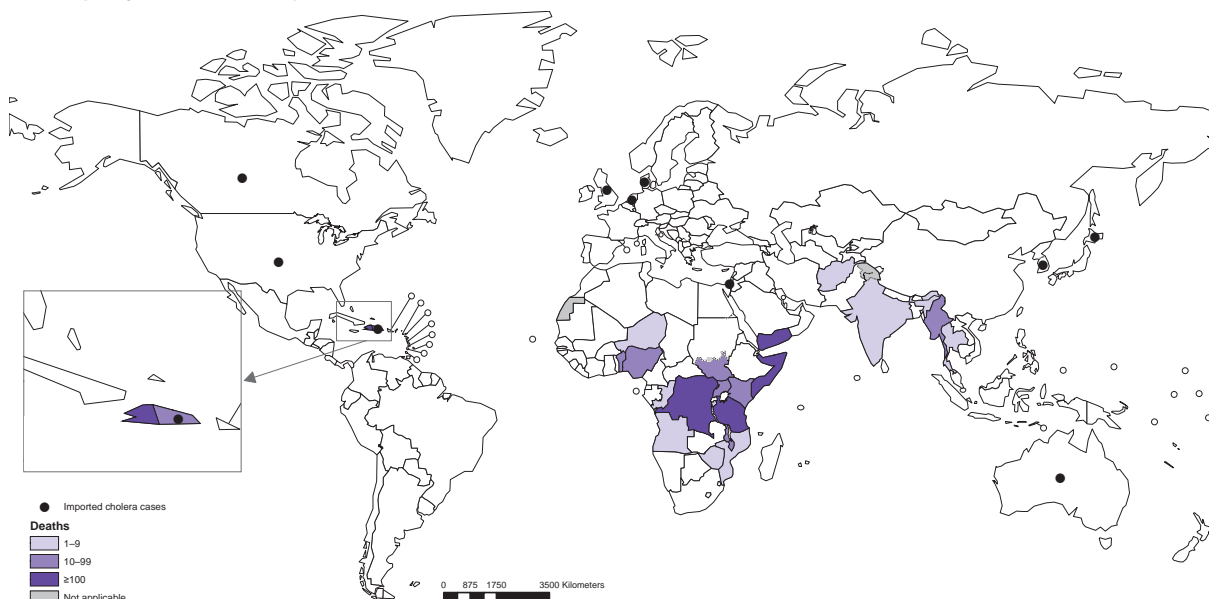 Imported cholera cases
Deaths
1–9
10–99
≥100
Not applicable
0 875 1750 3500 Kilometers